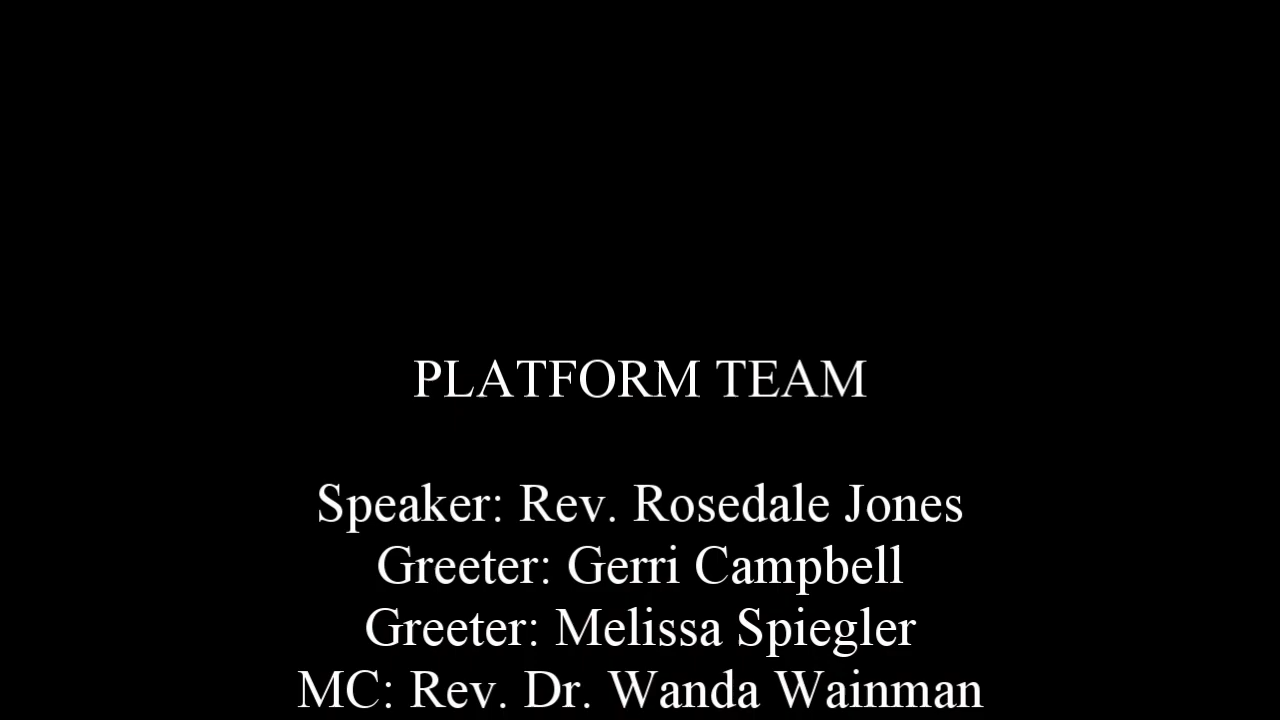 PLATFORM TEAM
Speaker: Rev. Rosedale Jones
Greeter: Gerri Campbell
Greeter: Melissa Spiegler
MC: Rev. Dr. Wanda Wainman